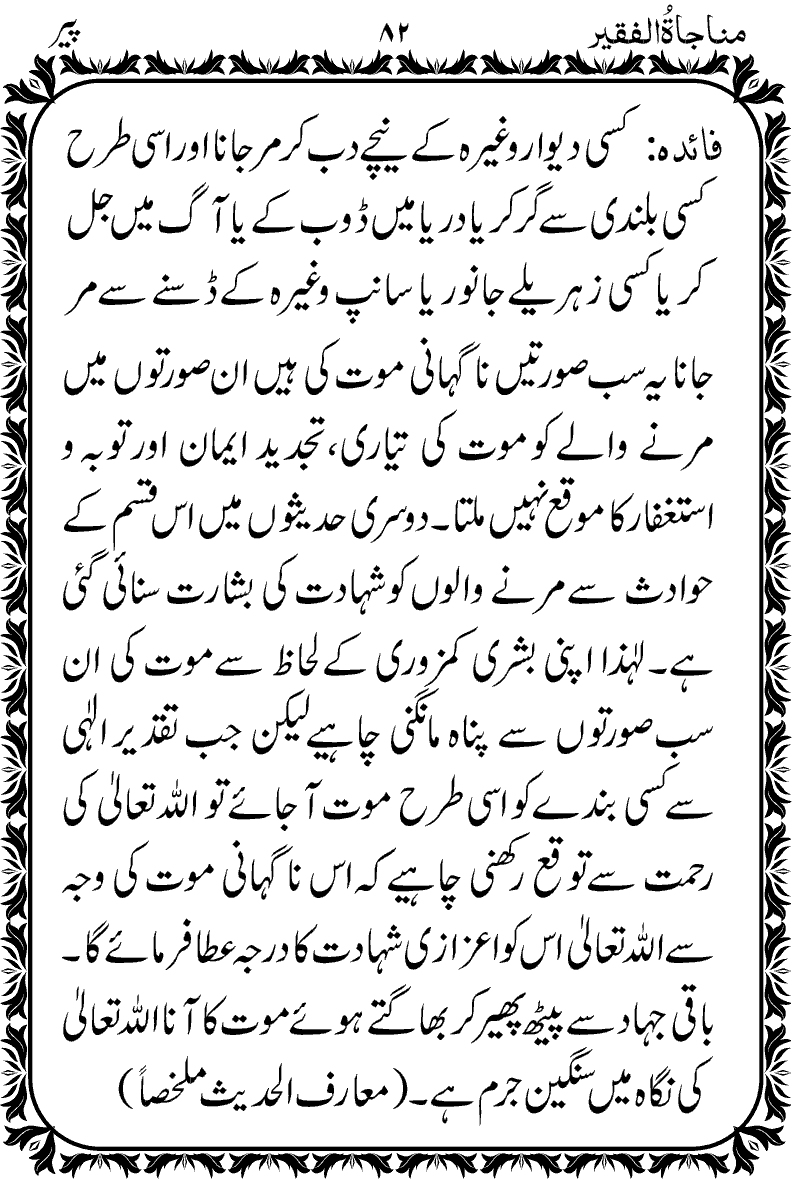 مناجاۃُ الفقیر ۸۲ پیر
فائدہ: کسی دیوار وغیرہ کے نیچے دب کر مر جانا اور اسی طرح
کسی بلندی سے گر کر یا دریا میں ڈوب کے یا آگ میں جل
کر یا کسی زہریلے جانور یا سانپ وغیرہ کے ڈسنے سے مر
جانا یہ سب صورتیں ناگہانی موت کی ہیں ان صورتوں میں
مرنے والے کو موت کی تیاری، تجدید ایمان اور توبہ و
استغفار کا موقع نہیں ملتا۔ دوسری حدیثوں میں اس قسم کے
حوادث سے مرنے والوں کو شہادت کی بشارت سنائی گئی
ہے۔ لہٰذا اپنی بشری کمزوری کے لحاظ سے موت کی ان
سب صورتوں سے پناہ مانگنی چاہیے لیکن جب تقدیر الٰہی
سے کسی بندے کو اسی طرح موت آجائے تو اللہ تعالیٰ کی
رحمت سے توقع رکھنی چاہیے کہ اس ناگہانی موت کی وجہ
سے اللہ تعالیٰ اس کو اعزازی شہادت کا درجہ عطا فرمائے گا۔
باقی جہاد سے پیٹھ پھیر کر بھاگتے ہوئے موت کا آنا اللہ تعالیٰ
کی نگاہ میں سنگین جرم ہے۔ (معارف الحدیث ملخصاً)